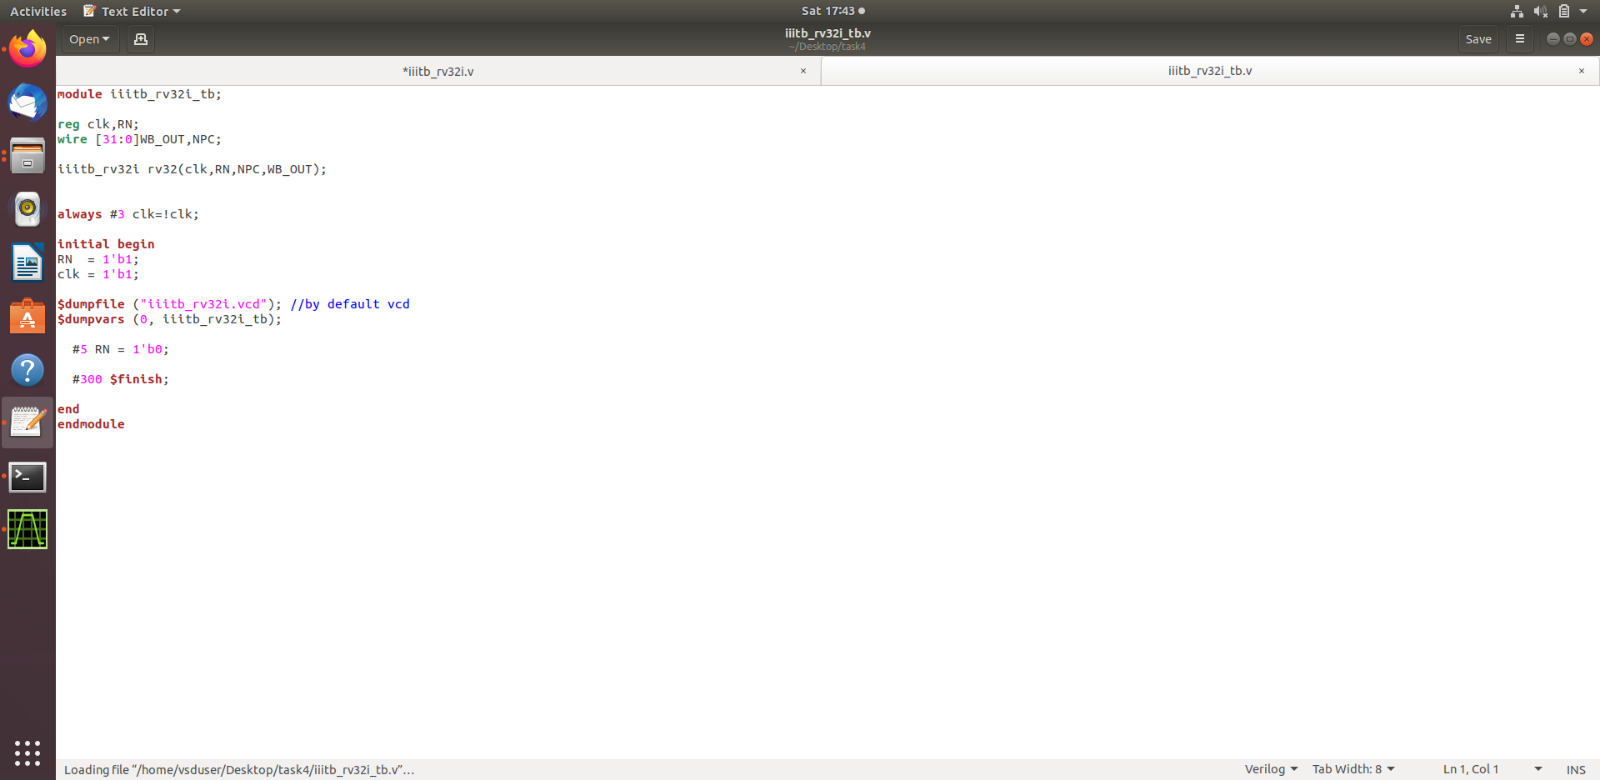 Activities Text Editor Sat 17:43
Open iiitb_rv32i_tb.v Save
~/Desktop/task4
*iiitb_rv32i.v × iiitb_rv32i_tb.v ×
module iiitb_rv32i_tb;
reg clk,RN;
wire [31:0]WB_OUT,NPC;
iiitb_rv32i rv32(clk,RN,NPC,WB_OUT);
always #3 clk=!clk;
initial begin
RN  = 1'b1;
clk = 1'b1;
$dumpfile ("iiitb_rv32i.vcd"); //by default vcd
$dumpvars (0, iiitb_rv32i_tb);
  #5 RN = 1'b0;
  #300 $finish;
end
endmodule
Loading file “/home/vsduser/Desktop/task4/iiitb_rv32i_tb.v”… Verilog Tab Width: 8 Ln 1, Col 1 INS